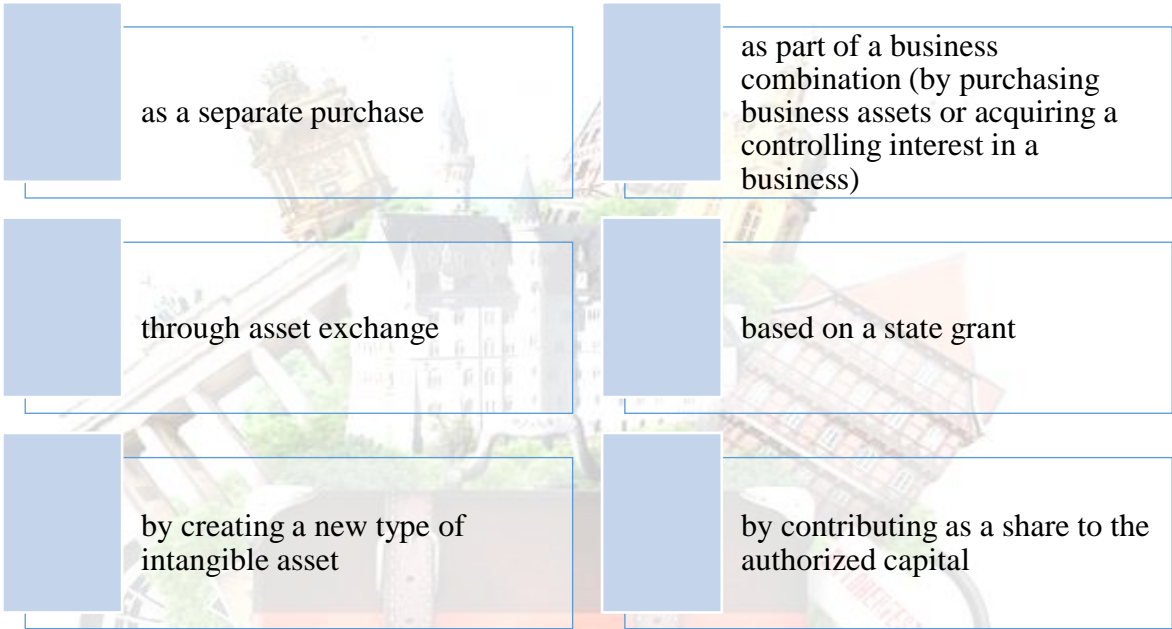 as a separate purchase
as part of a business
combination (by purchasing
business assets or acquiring a
controlling interest in a
business)
through asset exchange
based on a state grant
by creating a new type of
intangible asset
by contributing as a share to the
authorized capital